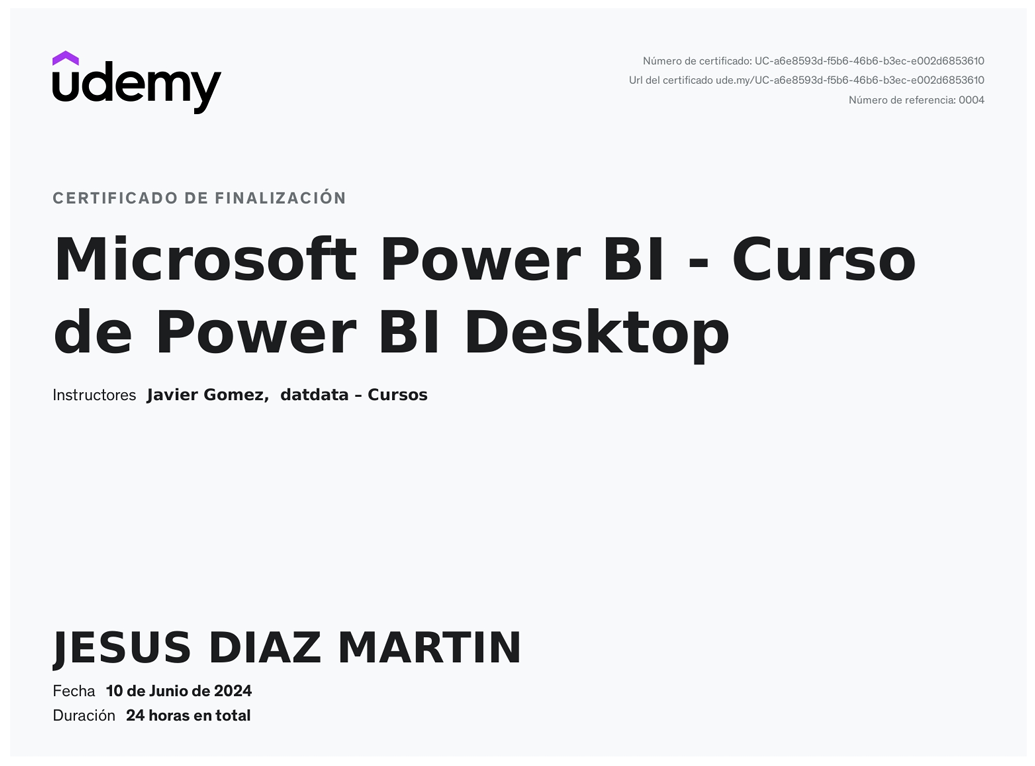 udemy
Número de certificado: UC-a6e8593d-f5b6-46b6-b3ec-e002d6853610
Url del certificado ude.my/UC-a6e8593d-f5b6-46b6-b3ec-e002d6853610
Número de referencia: 0004
CERTIFICADO DE FINALIZACIÓN
Microsoft Power BI - Curso
de Power BI Desktop
Instructores Javier Gomez, datdata – Cursos
JESUS DIAZ MARTIN
Fecha 10 de Junio de 2024
Duración 24 horas en total